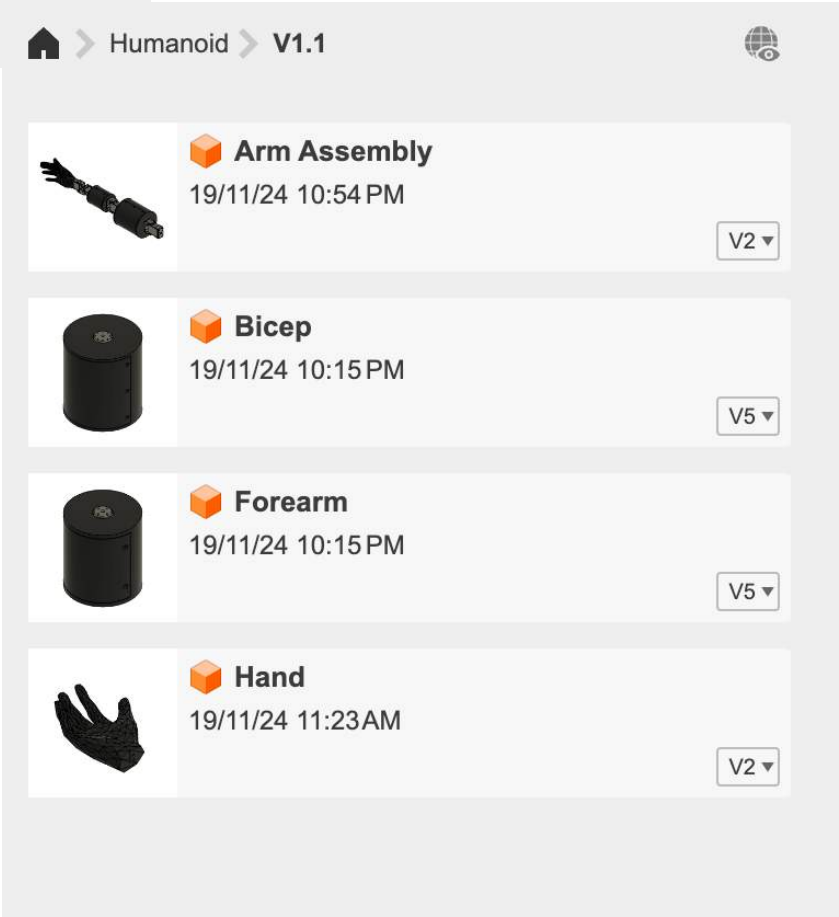 Humanoid V1.1
Arm Assembly
19/11/24 10:54 PM
V2
Bicep
19/11/24 10:15 PM
V5
Forearm
19/11/24 10:15 PM
V5
Hand
19/11/24 11:23 AM
V2